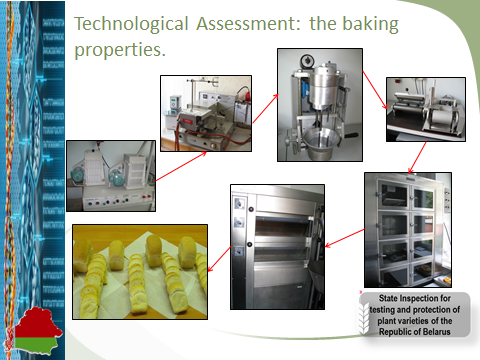 Technological Assessment: the baking
properties.
State Inspection for
testing and protection of
plant varieties of the
Republic of Belarus